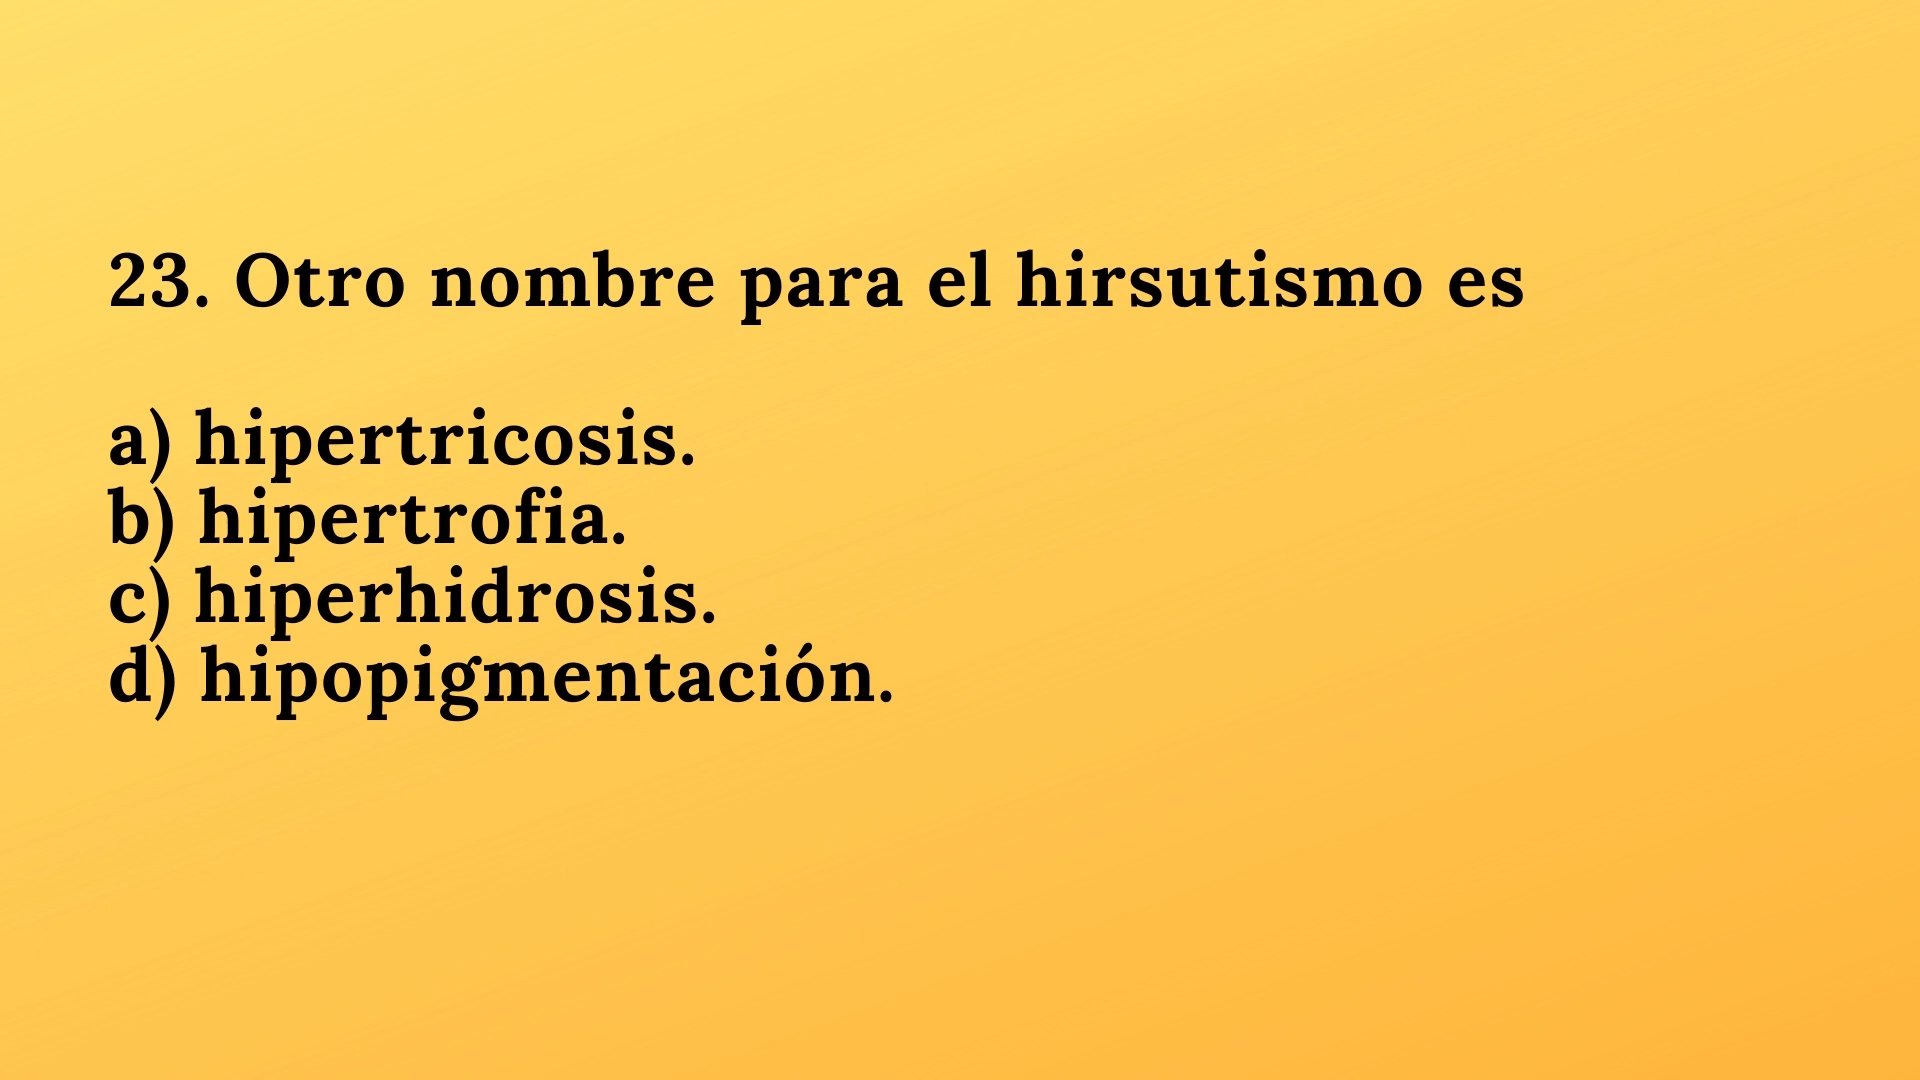 23. Otro nombre para el hirsutismo es
a) hipertricosis.
b) hipertrofia.
c) hiperhidrosis.
d) hipopigmentación.